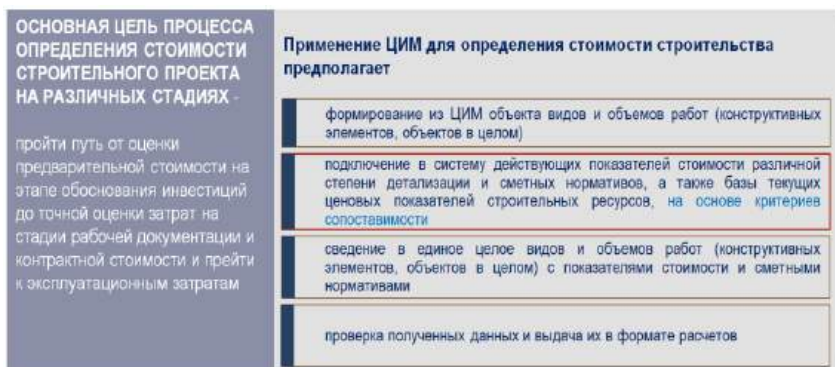 ОСНОВНАЯ ЦЕЛЬ ПРОЦЕССА
ОПРЕДЕЛЕНИЯ СТОИМОСТИ
СТРОИТЕЛЬНОГО ПРОЕКТА
НА РАЗЛИЧНЫХ СТАДИЯХ -
пройти путь от оценки
предварительной стоимости на
этапе обоснования инвестиций
до точной оценки затрат на
стадии рабочей документации и
контрактной стоимости и прейти
к эксплуатационным затратам
Применение ЦИМ для определения стоимости строительства
предполагает
формирование из ЦИМ объекта видов и объемов работ (конструктивных
элементов, объектов в целом)
подключение в систему действующих показателей стоимости различной
степени детализации и сметных нормативов, а также базы текущих
ценовых показателей строительных ресурсов, на основе критериев
сопоставимости
сведение в единое целое видов и объемов работ (конструктивных
элементов, объектов в целом) с показателями стоимости и сметными
нормативами
проверка полученных данных и выдача их в формате расчетов